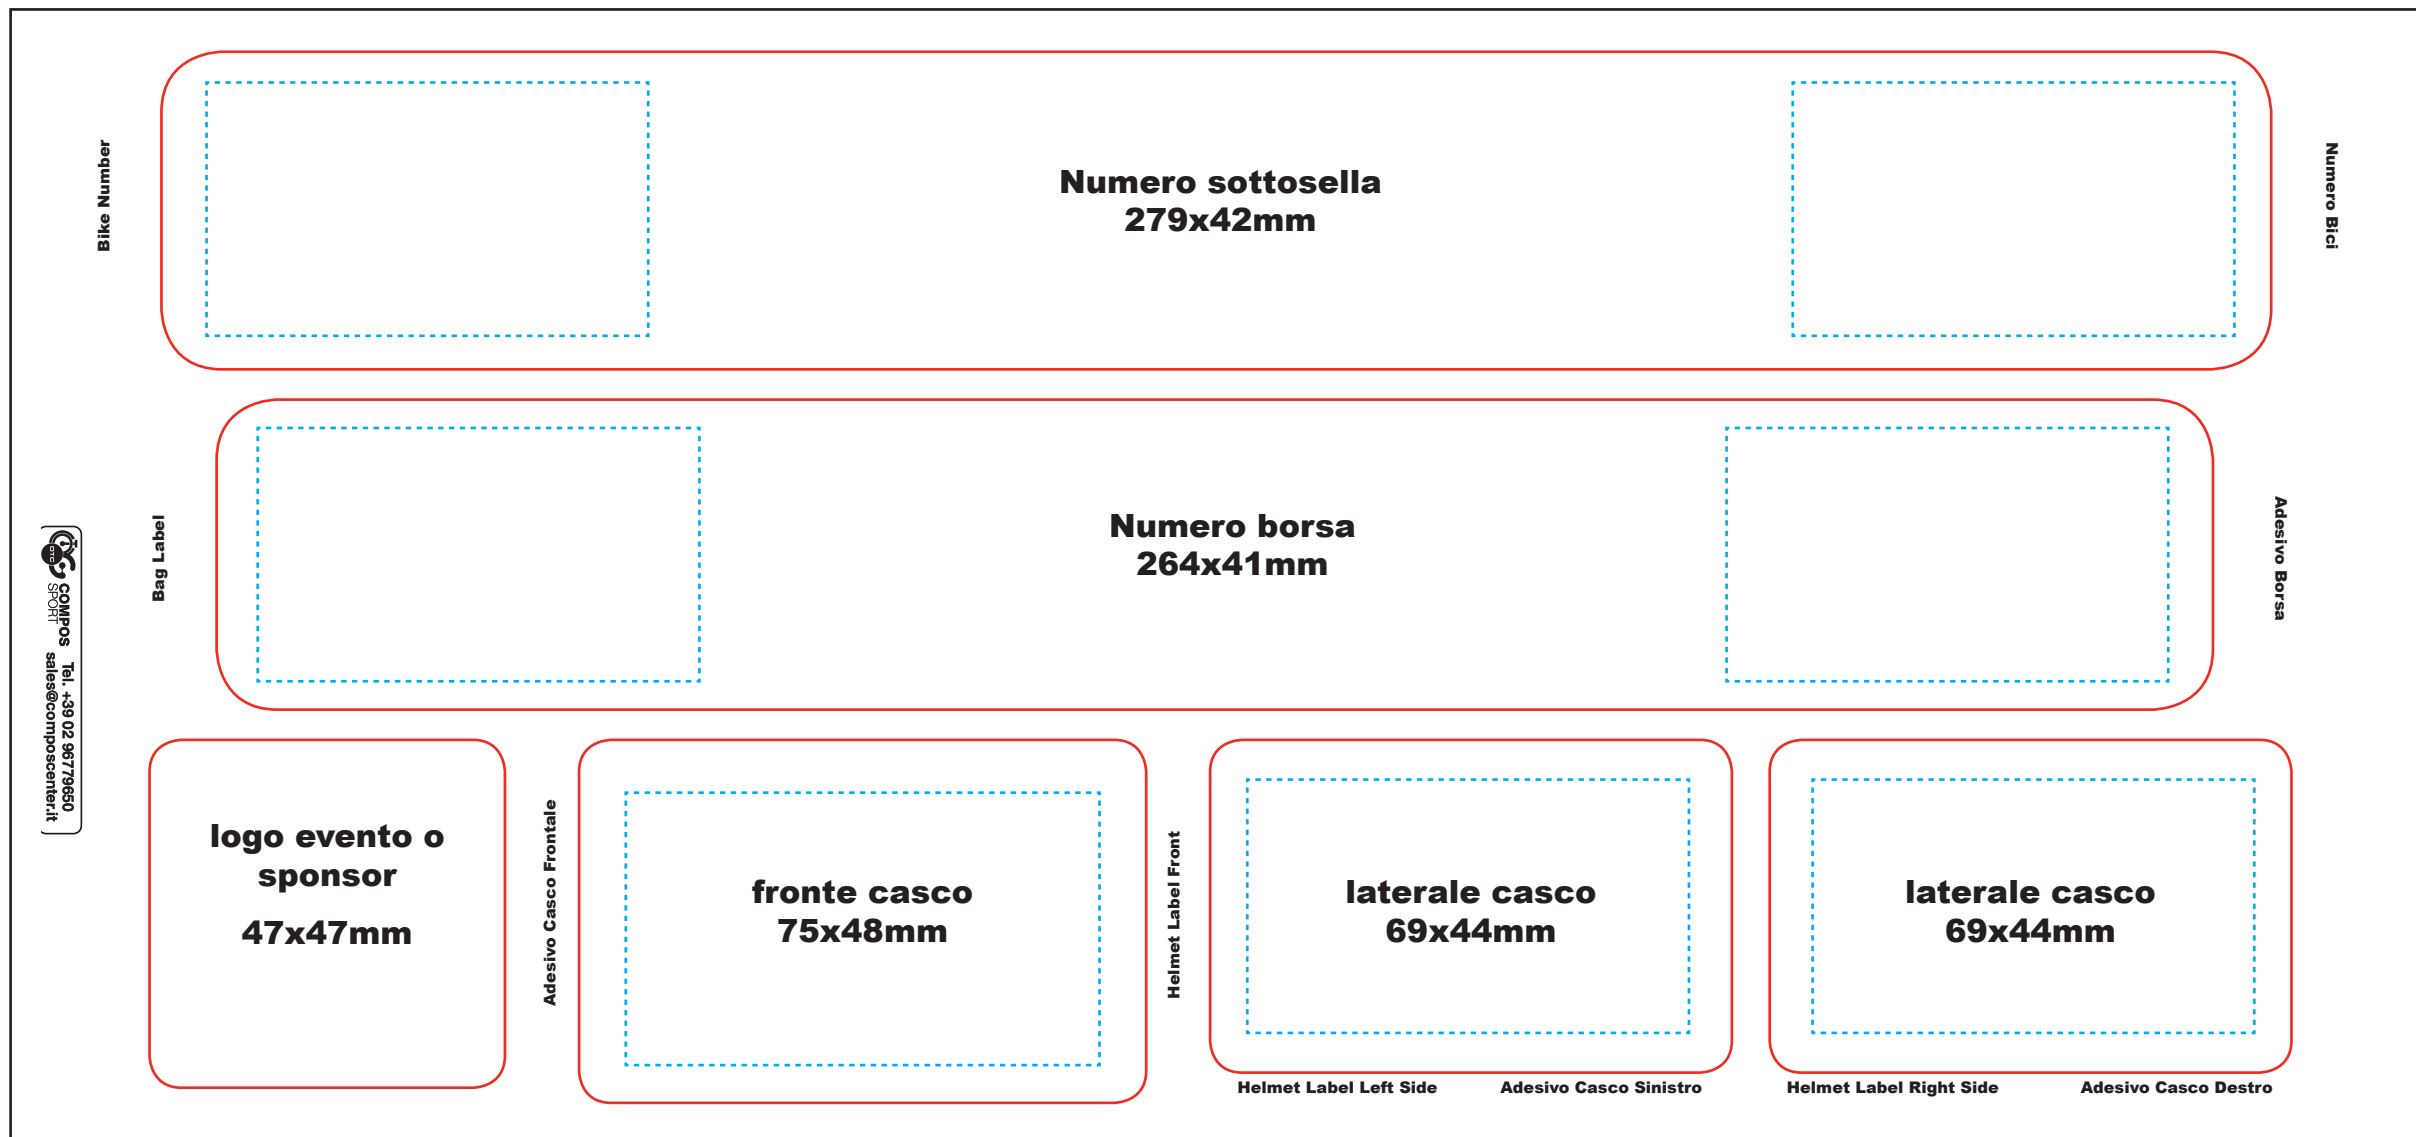 Bike Number
Numero sottosella
279x42mm
Numero Bici
Bag Label
Numero borsa
264x41mm
Adesivo Borsa
COMPOS
SPORT
Tel. +39 02 96779650
sales@composcenter.it
logo evento o
sponsor
47x47mm
Adesivo Casco Frontale
fronte casco
75x48mm
Helmet Label Front
laterale casco
69x44mm
laterale casco
69x44mm
Helmet Label Left Side
Adesivo Casco Sinistro
Helmet Label Right Side
Adesivo Casco Destro